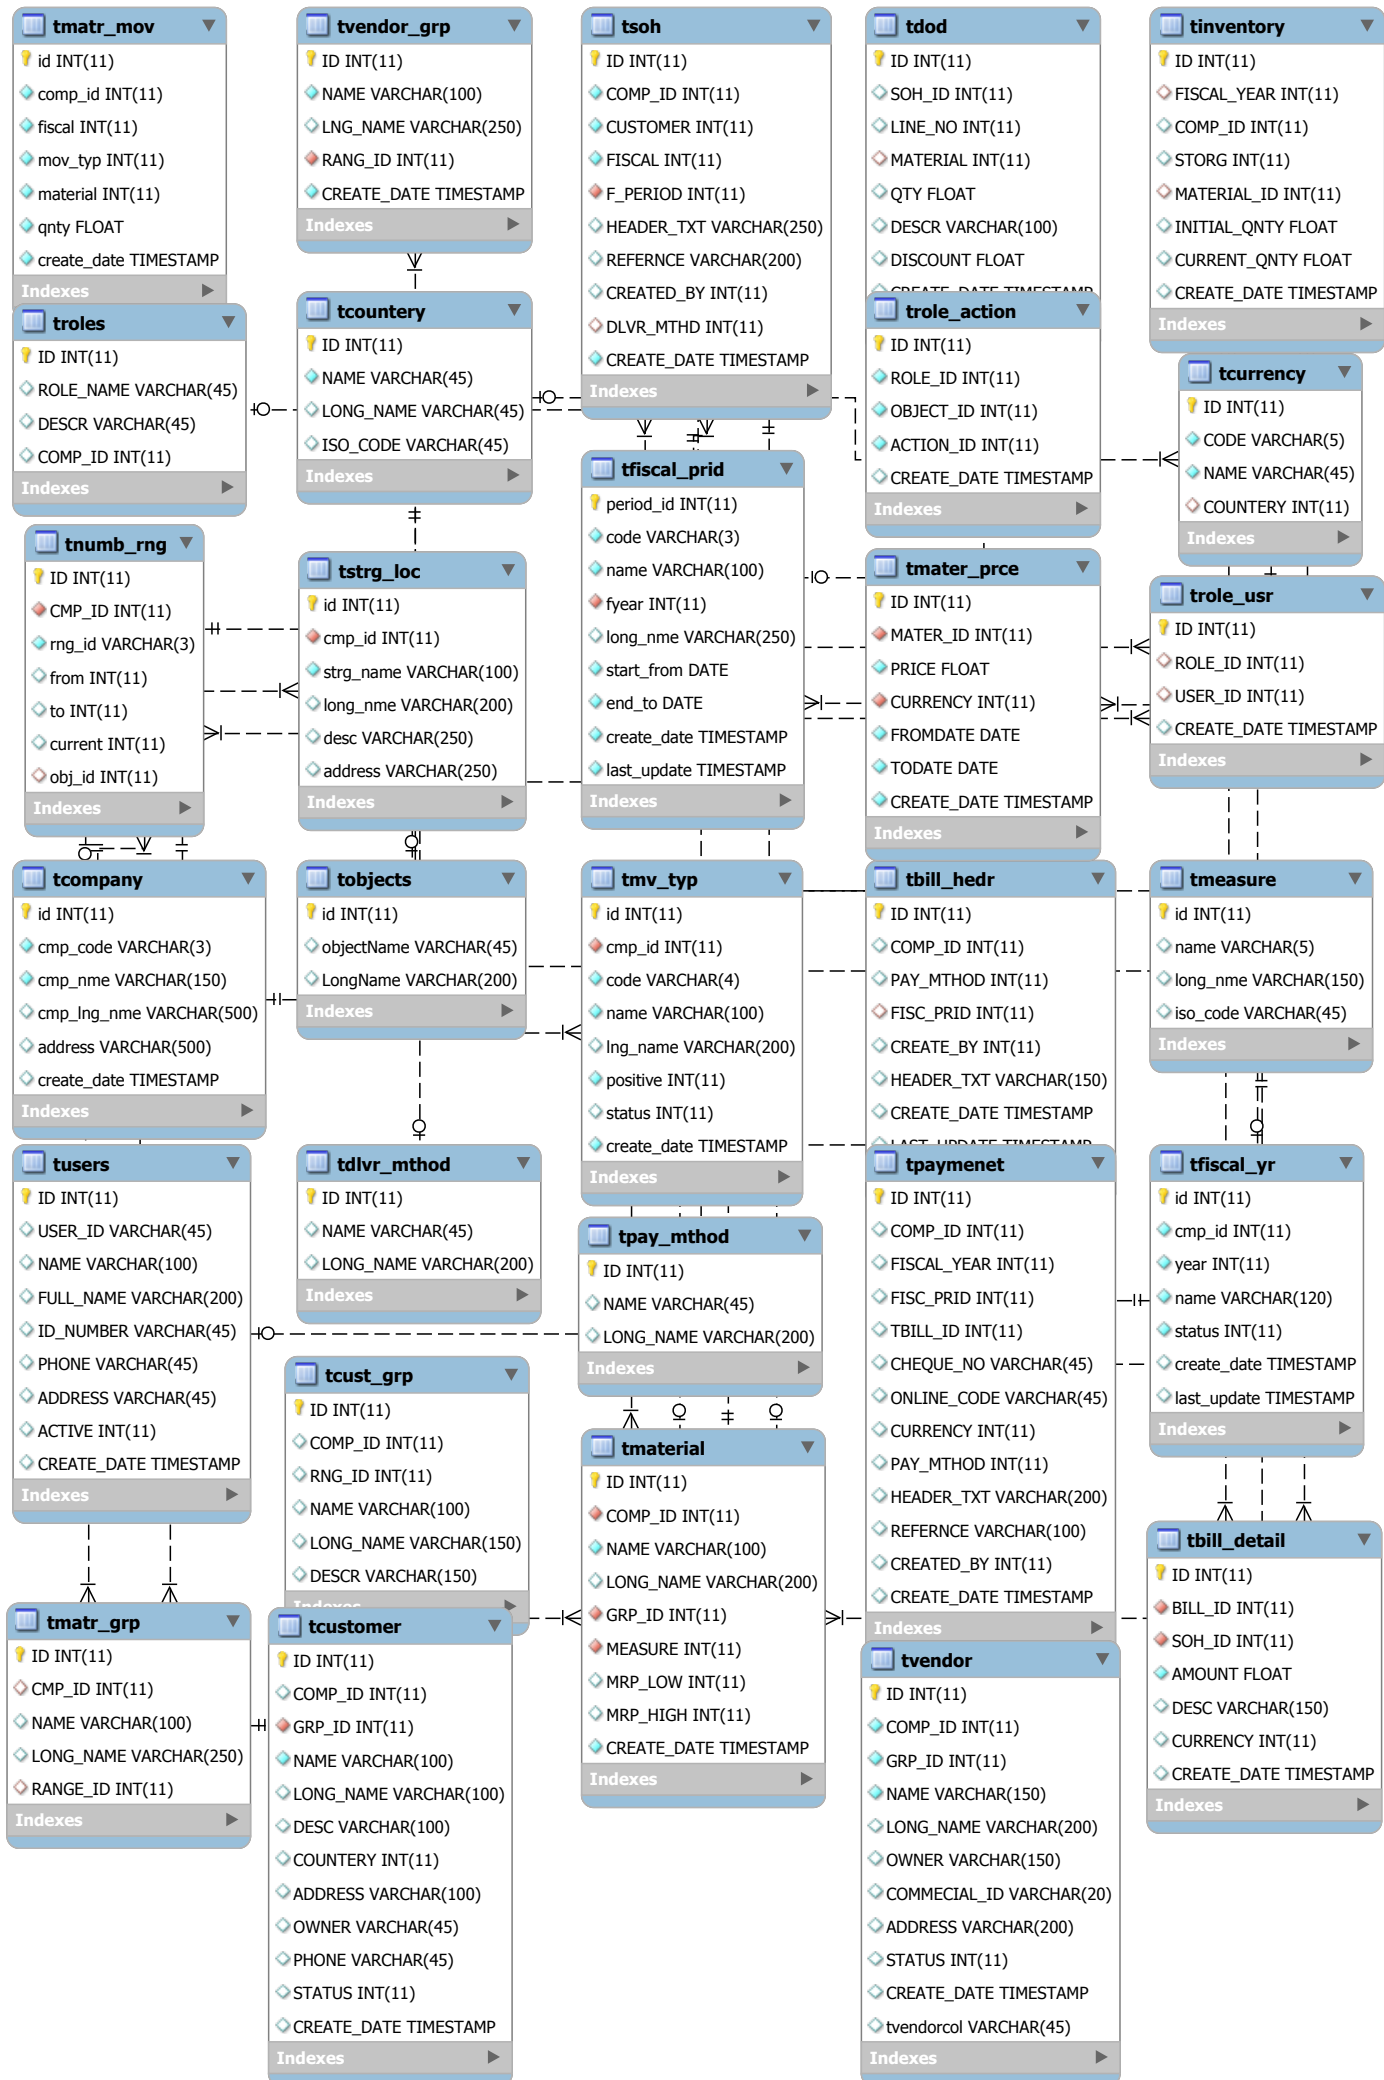 tmatr_mov
id INT(11)
comp_id INT(11)
fiscal INT(11)
mov_typ INT(11)
material INT(11)
qnty FLOAT
create_date TIMESTAMP
Indexes
tvendor_grp
ID INT(11)
NAME VARCHAR(100)
LNG_NAME VARCHAR(250)
RANG_ID INT(11)
CREATE_DATE TIMESTAMP
Indexes
tsoh
ID INT(11)
COMP_ID INT(11)
CUSTOMER INT(11)
FISCAL INT(11)
F_PERIOD INT(11)
HEADER_TXT VARCHAR(250)
REFERNCE VARCHAR(200)
CREATED_BY INT(11)
DLVR_MTHD INT(11)
CREATE_DATE TIMESTAMP
Indexes
tdod
ID INT(11)
SOH_ID INT(11)
LINE_NO INT(11)
MATERIAL INT(11)
QTY FLOAT
DESCR VARCHAR(100)
DISCOUNT FLOAT
CREATE_DATE TIMESTAMP
tinventory
ID INT(11)
FISCAL_YEAR INT(11)
COMP_ID INT(11)
STORG INT(11)
MATERIAL_ID INT(11)
INITIAL_QNTY FLOAT
CURRENT_QNTY FLOAT
CREATE_DATE TIMESTAMP
Indexes
troles
ID INT(11)
ROLE_NAME VARCHAR(45)
DESCR VARCHAR(45)
COMP_ID INT(11)
Indexes
tcountery
ID INT(11)
NAME VARCHAR(45)
LONG_NAME VARCHAR(45)
ISO_CODE VARCHAR(45)
Indexes
trole_action
ID INT(11)
ROLE_ID INT(11)
OBJECT_ID INT(11)
ACTION_ID INT(11)
CREATE_DATE TIMESTAMP
Indexes
tcurrency
ID INT(11)
CODE VARCHAR(5)
NAME VARCHAR(45)
COUNTERY INT(11)
Indexes
tnumb_rng
ID INT(11)
CMP_ID INT(11)
rng_id VARCHAR(3)
from INT(11)
to INT(11)
current INT(11)
obj_id INT(11)
Indexes
tstrg_loc
id INT(11)
cmp_id INT(11)
strg_name VARCHAR(100)
long_nme VARCHAR(200)
desc VARCHAR(250)
address VARCHAR(250)
Indexes
tfiscal_prid
period_id INT(11)
code VARCHAR(3)
name VARCHAR(100)
fyear INT(11)
long_nme VARCHAR(250)
start_from DATE
end_to DATE
create_date TIMESTAMP
last_update TIMESTAMP
Indexes
tmater_prce
ID INT(11)
MATER_ID INT(11)
PRICE FLOAT
CURRENCY INT(11)
FROMDATE DATE
TODATE DATE
CREATE_DATE TIMESTAMP
Indexes
trole_usr
ID INT(11)
ROLE_ID INT(11)
USER_ID INT(11)
CREATE_DATE TIMESTAMP
Indexes
tcompany
id INT(11)
cmp_code VARCHAR(3)
cmp_nme VARCHAR(150)
cmp_lng_nme VARCHAR(500)
address VARCHAR(500)
create_date TIMESTAMP
Indexes
tobjects
id INT(11)
objectName VARCHAR(45)
LongName VARCHAR(200)
Indexes
tmv_typ
id INT(11)
cmp_id INT(11)
code VARCHAR(4)
name VARCHAR(100)
lng_name VARCHAR(200)
positive INT(11)
status INT(11)
create_date TIMESTAMP
Indexes
tbill_hedr
ID INT(11)
COMP_ID INT(11)
PAY_MTHOD INT(11)
FISC_PRID INT(11)
CREATE_BY INT(11)
HEADER_TXT VARCHAR(150)
CREATE_DATE TIMESTAMP
LAST_UPDATE TIMESTAMP
tmeasure
id INT(11)
name VARCHAR(5)
long_nme VARCHAR(150)
iso_code VARCHAR(45)
Indexes
tusers
ID INT(11)
USER_ID VARCHAR(45)
NAME VARCHAR(100)
FULL_NAME VARCHAR(200)
ID_NUMBER VARCHAR(45)
PHONE VARCHAR(45)
ADDRESS VARCHAR(45)
ACTIVE INT(11)
CREATE_DATE TIMESTAMP
Indexes
tdlvr_mthod
ID INT(11)
NAME VARCHAR(45)
LONG_NAME VARCHAR(200)
Indexes
tpay_mthod
ID INT(11)
NAME VARCHAR(45)
LONG_NAME VARCHAR(200)
Indexes
tpaymenet
ID INT(11)
COMP_ID INT(11)
FISCAL_YEAR INT(11)
FISC_PRID INT(11)
TBILL_ID INT(11)
CHEQUE_NO VARCHAR(45)
ONLINE_CODE VARCHAR(45)
CURRENCY INT(11)
PAY_MTHOD INT(11)
HEADER_TXT VARCHAR(200)
REFERNCE VARCHAR(100)
CREATED_BY INT(11)
CREATE_DATE TIMESTAMP
Indexes
tfiscal_yr
id INT(11)
cmp_id INT(11)
year INT(11)
name VARCHAR(120)
status INT(11)
create_date TIMESTAMP
last_update TIMESTAMP
Indexes
tcust_grp
ID INT(11)
COMP_ID INT(11)
RNG_ID INT(11)
NAME VARCHAR(100)
LONG_NAME VARCHAR(150)
DESCR VARCHAR(150)
Indexes
tmaterial
ID INT(11)
COMP_ID INT(11)
NAME VARCHAR(100)
LONG_NAME VARCHAR(200)
GRP_ID INT(11)
MEASURE INT(11)
MRP_LOW INT(11)
MRP_HIGH INT(11)
CREATE_DATE TIMESTAMP
Indexes
tbill_detail
ID INT(11)
BILL_ID INT(11)
SOH_ID INT(11)
AMOUNT FLOAT
DESC VARCHAR(150)
CURRENCY INT(11)
CREATE_DATE TIMESTAMP
Indexes
tmatr_grp
ID INT(11)
CMP_ID INT(11)
NAME VARCHAR(100)
LONG_NAME VARCHAR(250)
RANGE_ID INT(11)
Indexes
tcustomer
ID INT(11)
COMP_ID INT(11)
GRP_ID INT(11)
NAME VARCHAR(100)
LONG_NAME VARCHAR(100)
DESC VARCHAR(100)
COUNTERY INT(11)
ADDRESS VARCHAR(100)
OWNER VARCHAR(45)
PHONE VARCHAR(45)
STATUS INT(11)
CREATE_DATE TIMESTAMP
Indexes
tvendor
ID INT(11)
COMP_ID INT(11)
GRP_ID INT(11)
NAME VARCHAR(150)
LONG_NAME VARCHAR(200)
OWNER VARCHAR(150)
COMMECIAL_ID VARCHAR(20)
ADDRESS VARCHAR(200)
STATUS INT(11)
CREATE_DATE TIMESTAMP
tvendorcol VARCHAR(45)
Indexes